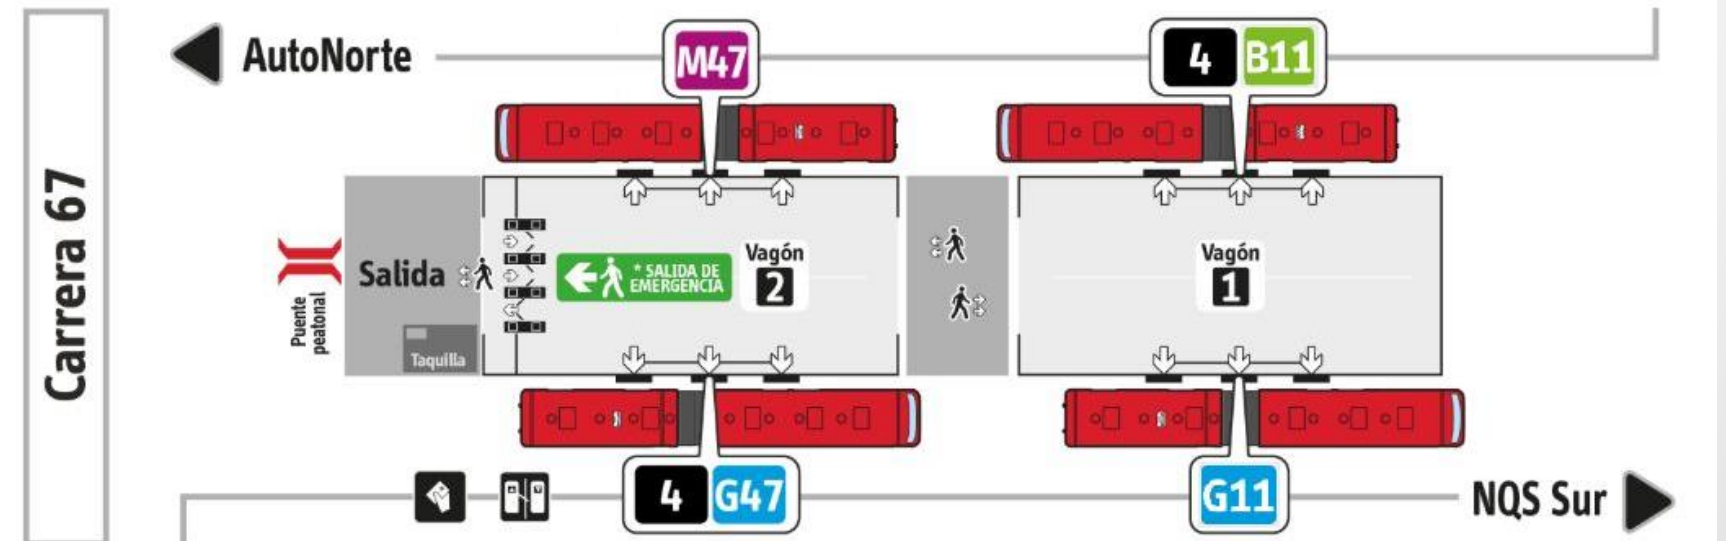 Carrera 67
AutoNorte
M47
4 B11
Puente
peatonal
Salida
Taquilla
* SALIDA DE
EMERGENCIA
Vagón
2
Vagón
1
4 G47
G11
NQS Sur